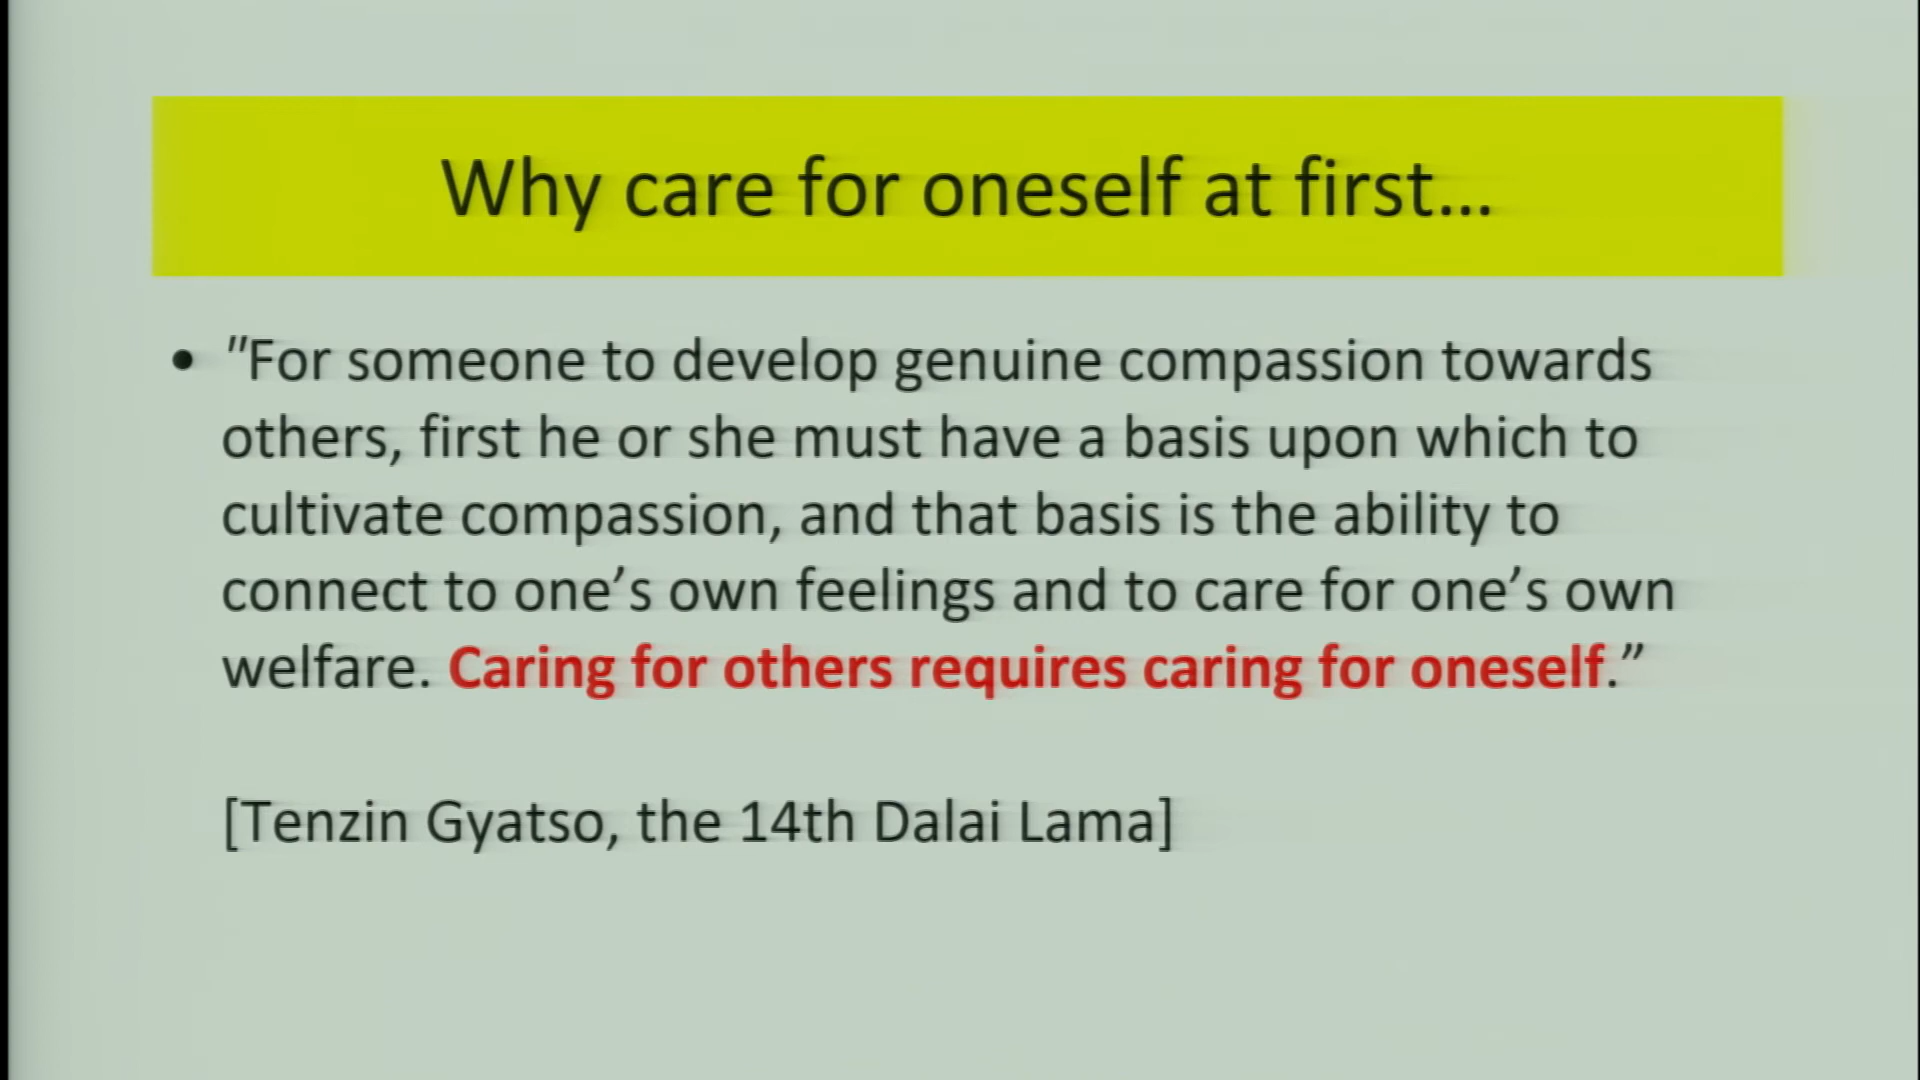 Why care for oneself at first...
• "For someone to develop genuine compassion towards
others, first he or she must have a basis upon which to
cultivate compassion, and that basis is the ability to
connect to one’s own feelings and to care for one’s own
welfare. Caring for others requires caring for oneself.”
[Tenzin Gyatso, the 14th Dalai Lama]